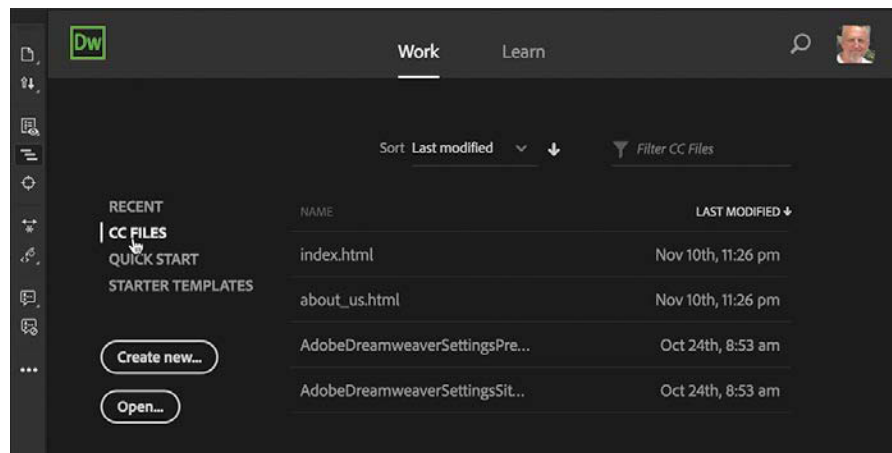 Dw
Work Learn
Sort Last modified
Filter CC Files
RECENT
CC FILES
QUICK START
STARTER TEMPLATES
Create new...
Open...
NAME LAST MODIFIED
index.html Nov 10th, 11:26 pm
about_us.html Nov 10th, 11:26 pm
AdobeDreamweaverSettingsPre... Oct 24th, 8:53 am
AdobeDreamweaverSettingsSit... Oct 24th, 8:53 am